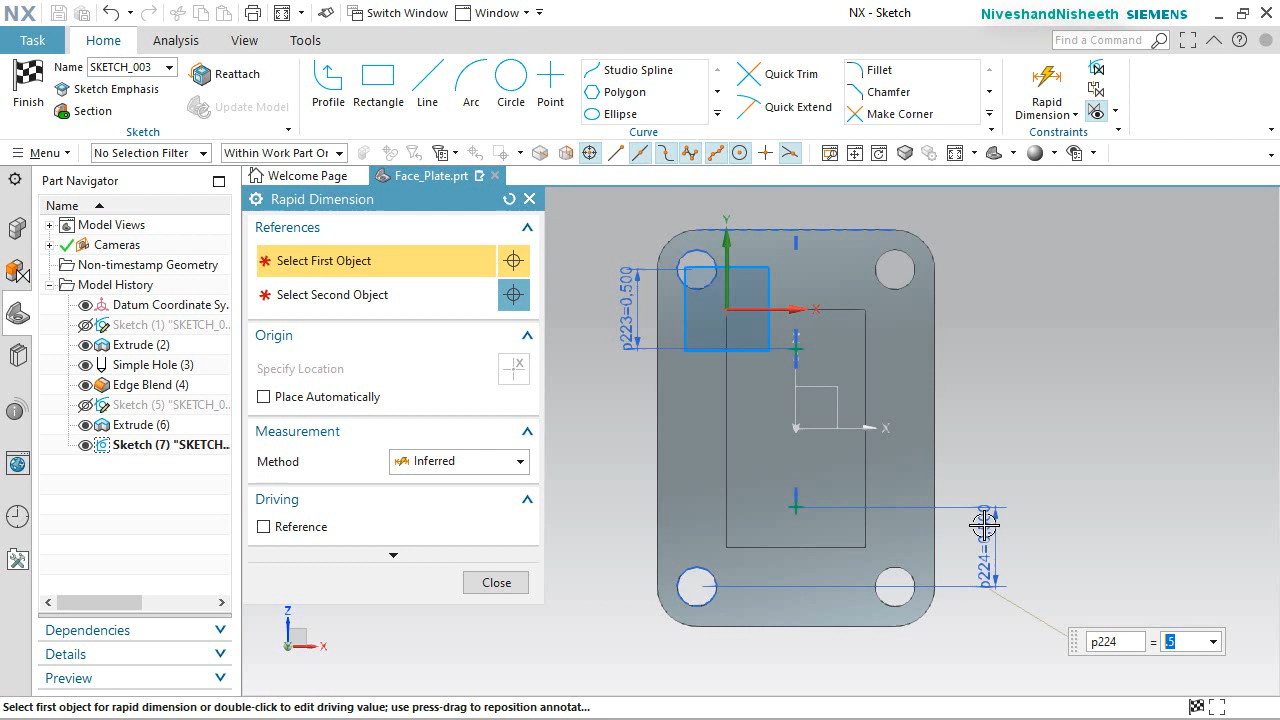 NX
Switch Window
Window
NX - Sketch
NiveshandNisheeth SIEMENS
Task
Home
Analysis
View
Tools
Find a Command
Finish
Name SKETCH_003
Sketch Emphasis
Section
Reattach
Update Model
Sketch
Profile
Rectangle
Line
Arc
Circle
Point
Studio Spline
Polygon
Ellipse
Quick Trim
Quick Extend
Fillet
Chamfer
Make Corner
Curve
Rapid
Dimension
Constraints
Menu
No Selection Filter
Within Work Part Or
Part Navigator
Welcome Page
Face_Plate.prt
Name
Model Views
Cameras
Non-timestamp Geometry
Model History
Datum Coordinate Sy...
Sketch (1) "SKETCH_0...
Extrude (2)
Simple Hole (3)
Edge Blend (4)
Sketch (5) "SKETCH_0...
Extrude (6)
Sketch (7) "SKETCH...
Dependencies
Details
Preview
Rapid Dimension
References
* Select First Object
* Select Second Object
Origin
Specify Location
Place Automatically
Measurement
Method
Inferred
Driving
Reference
Close
Y
X
X
p223=0,500
Z
X
p224 = .5
Select first object for rapid dimension or double-click to edit driving value; use press-drag to reposition annotat...